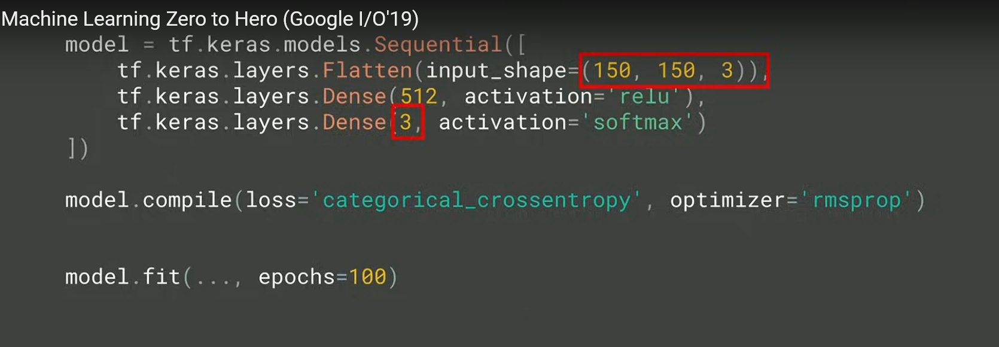 Machine Learning Zero to Hero (Google I/O'19)
model = tf.keras.models.Sequential([
    tf.keras.layers.Flatten(input_shape=(150, 150, 3)),
    tf.keras.layers.Dense(512, activation='relu'),
    tf.keras.layers.Dense(3, activation='softmax')
])
model.compile(loss='categorical_crossentropy', optimizer='rmsprop')
model.fit(..., epochs=100)